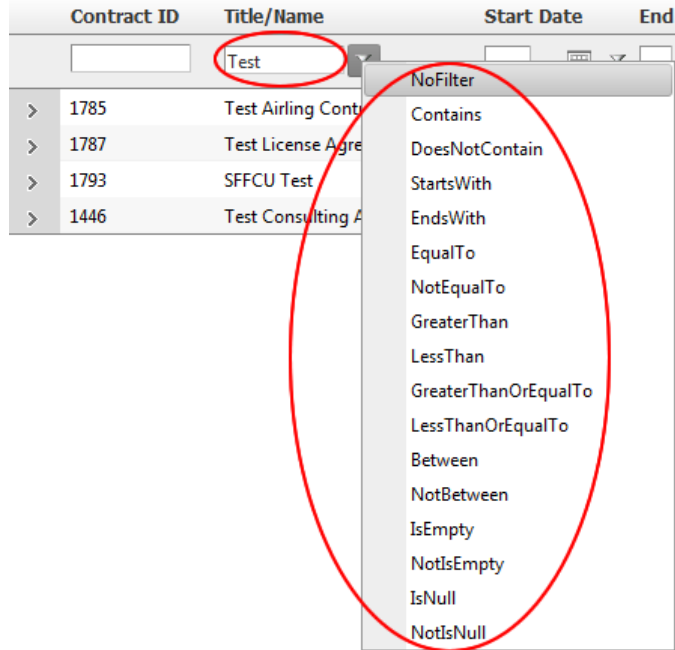 Contract ID Title/Name Start Date End
Test
NoFilter
1785 Test Airling Cont
Contains
1787 Test License Agre
DoesNotContain
1793 SFFCU Test
StartsWith
1446 Test Consulting A
EndsWith
EqualTo
NotEqualTo
GreaterThan
LessThan
GreaterThanOrEqualTo
LessThanOrEqualTo
Between
NotBetween
IsEmpty
NotIsEmpty
IsNull
NotIsNull